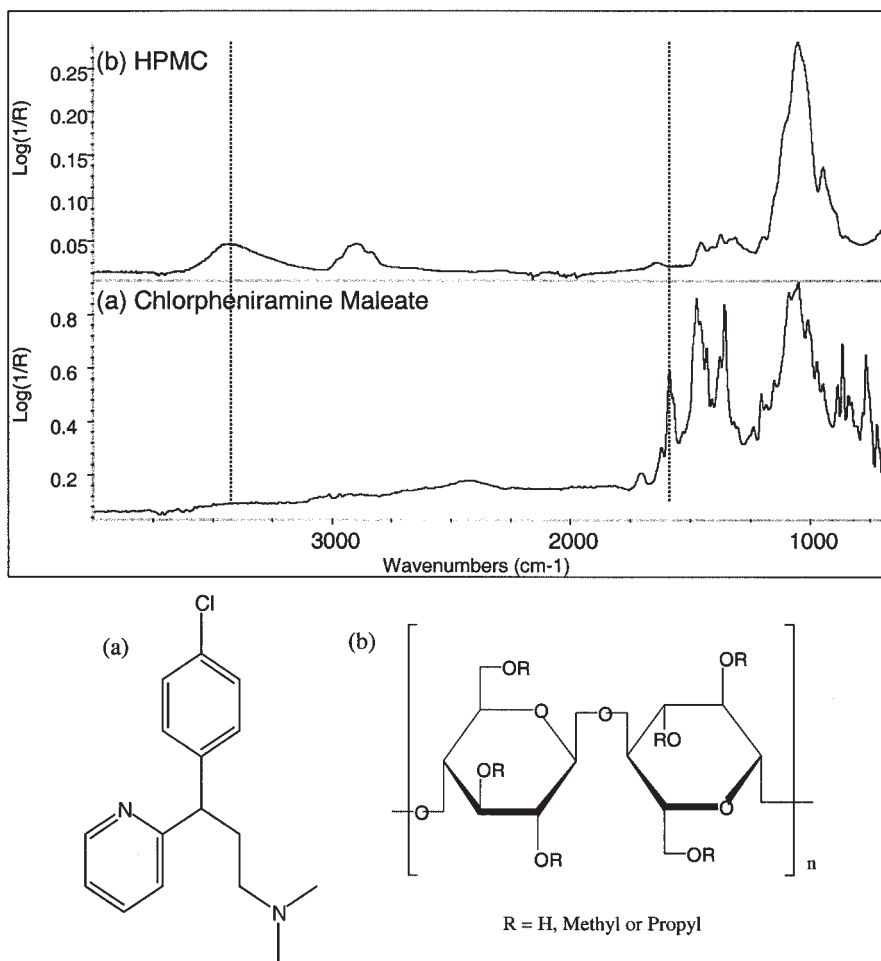 (b) HPMC
Log(1/R)
0.25
0.20
0.15
0.10
0.05
(a) Chlorpheniramine Maleate
Log(1/R)
0.8
0.6
0.4
0.2
3000
2000
1000
Wavenumbers (cm-1)
(a)
Cl
N
N
(b)
OR
OR
O
O
RO
RO
O
O
OR
OR
n
R = H, Methyl or Propyl